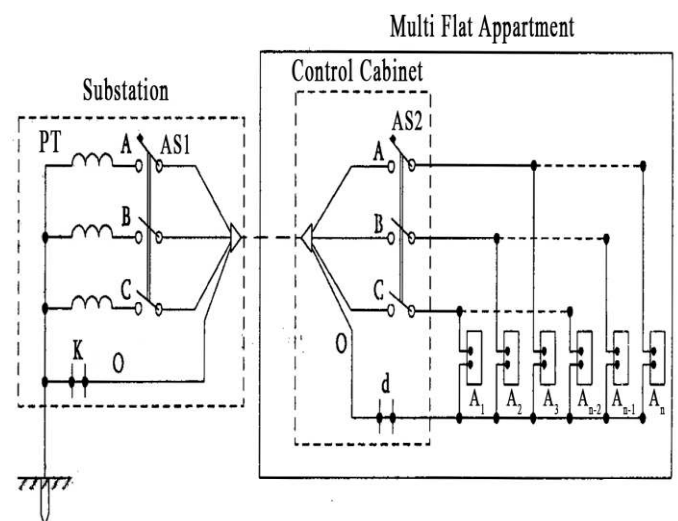 Multi Flat Appartment
Control Cabinet
Substation
PT
A
AS1
B
C
K
O
AS2
A
B
C
O
d
A1 A2 A3 An-2 An-1 An